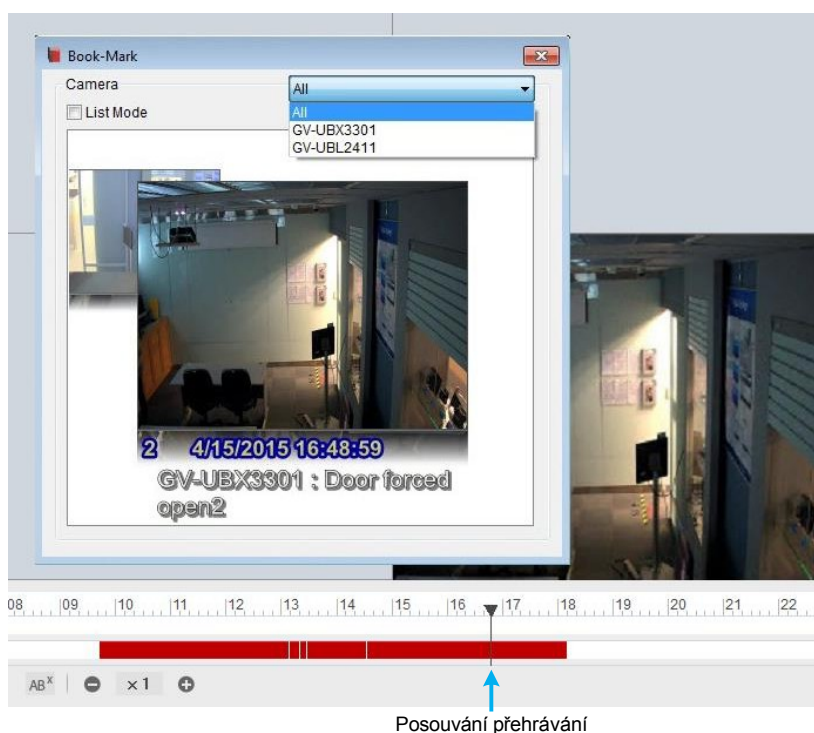 Book-Mark
Camera
All
List Mode
All
GV-UBX3301
GV-UBL2411
2 4/15/2015 16:48:59
GV-UBX3301 : Door forced
open2
08 09 10 11 12 13 14 15 16 17 18 19 20 21 22
ABˣ × 1
Posouvání přehrávání